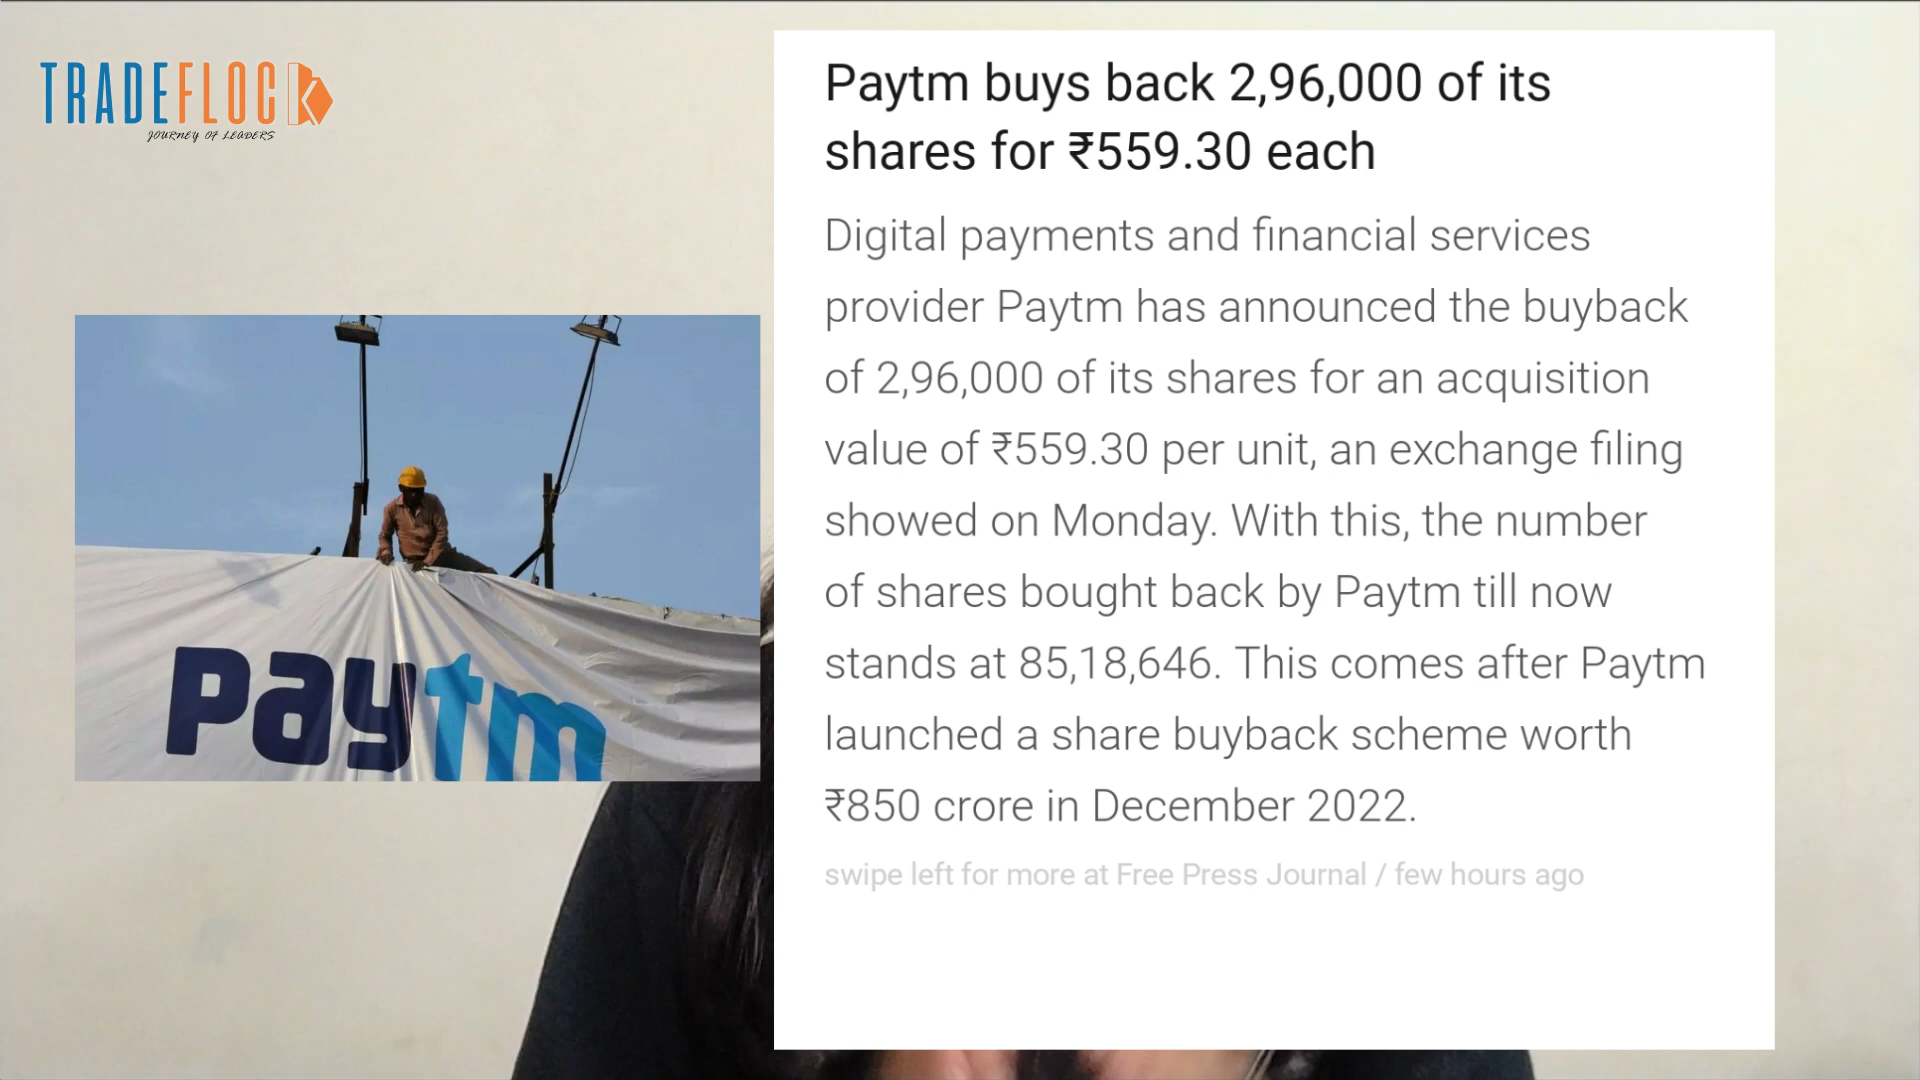 TRADEFLOCK
JOURNEY OF LEADERS
Paytm buys back 2,96,000 of its
shares for ₹559.30 each
Digital payments and financial services
provider Paytm has announced the buyback
of 2,96,000 of its shares for an acquisition
value of ₹559.30 per unit, an exchange filing
showed on Monday. With this, the number
of shares bought back by Paytm till now
stands at 85,18,646. This comes after Paytm
launched a share buyback scheme worth
₹850 crore in December 2022.
swipe left for more at Free Press Journal / few hours ago
paytm